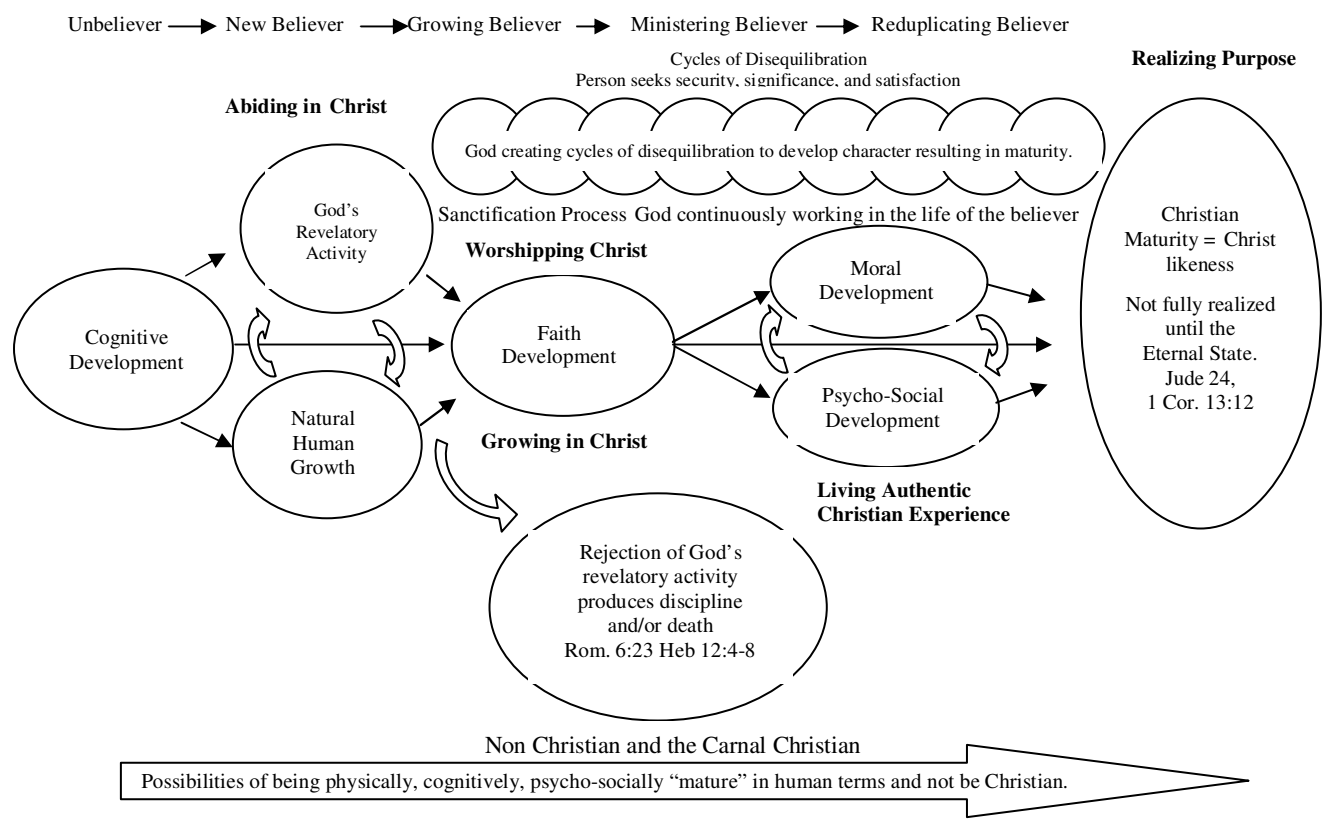 Unbeliever New Believer Growing Believer Ministering Believer Reduplicating Believer
Cycles of Disequilibration
Person seeks security, significance, and satisfaction
Realizing Purpose
Abiding in Christ
God creating cycles of disequilibration to develop character resulting in maturity.
Sanctification Process God continuously working in the life of the believer
God's
Revelatory
Activity
Worshipping Christ
Moral
Development
Christian
Maturity = Christ
likeness
Not fully realized
until the
Eternal State.
Jude 24,
1 Cor. 13:12
Cognitive
Development
Faith
Development
Psycho-Social
Development
Natural
Human
Growth
Growing in Christ
Living Authentic
Christian Experience
Rejection of God's
revelatory activity
produces discipline
and/or death
Rom. 6:23 Heb 12:4-8
Non Christian and the Carnal Christian
Possibilities of being physically, cognitively, psycho-socially “mature” in human terms and not be Christian.